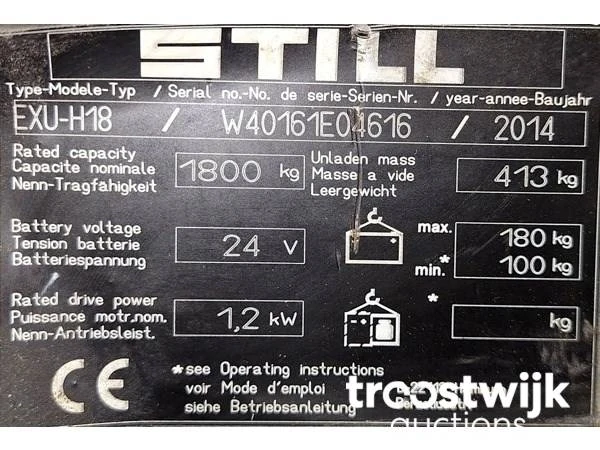 STILL
Type-Modele-Typ / Serial no.-No. de serie-Serien-Nr. / year-annee-Baujahr
EXU-H18 / W40161E04616 / 2014
Rated capacity
Capacite nominale
Nenn-Tragfähigkeit
1800 kg
Unladen mass
Masse a vide
Leergewicht
413 kg
Battery voltage
Tension batterie
Batteriespannung
24 V
max. 180 kg
*
min. 100 kg
Rated drive power
Puissance motr.nom.
Nenn-Antriebsleist.
1,2 kW
* kg
CE
*see Operating instructions
voir Mode d'emploi
siehe Betriebsanleitung
troostwijk
auctions